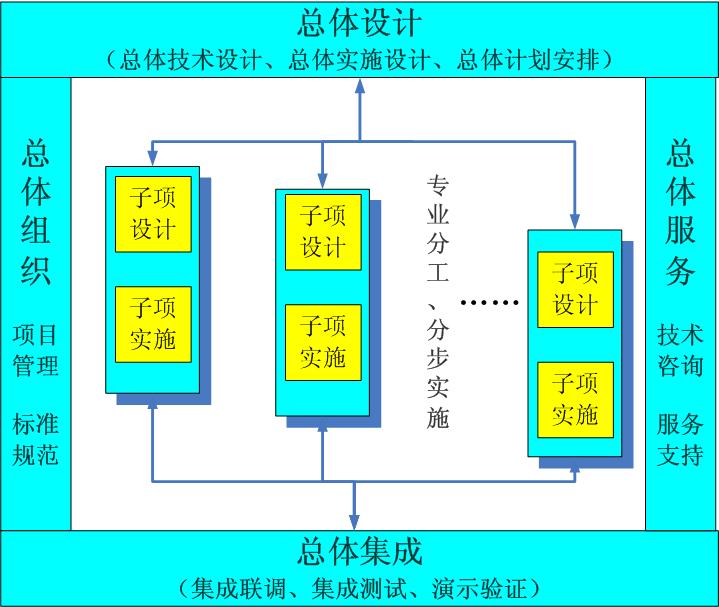 总体设计
（总体技术设计、总体实施设计、总体计划安排）
总体组织
项目
管理
标准
规范
子项
设计
子项
实施
子项
设计
子项
实施
专业分工、分步实施
……
子项
设计
子项
实施
总体服务
技术
咨询
服务
支持
总体集成
（集成联调、集成测试、演示验证）